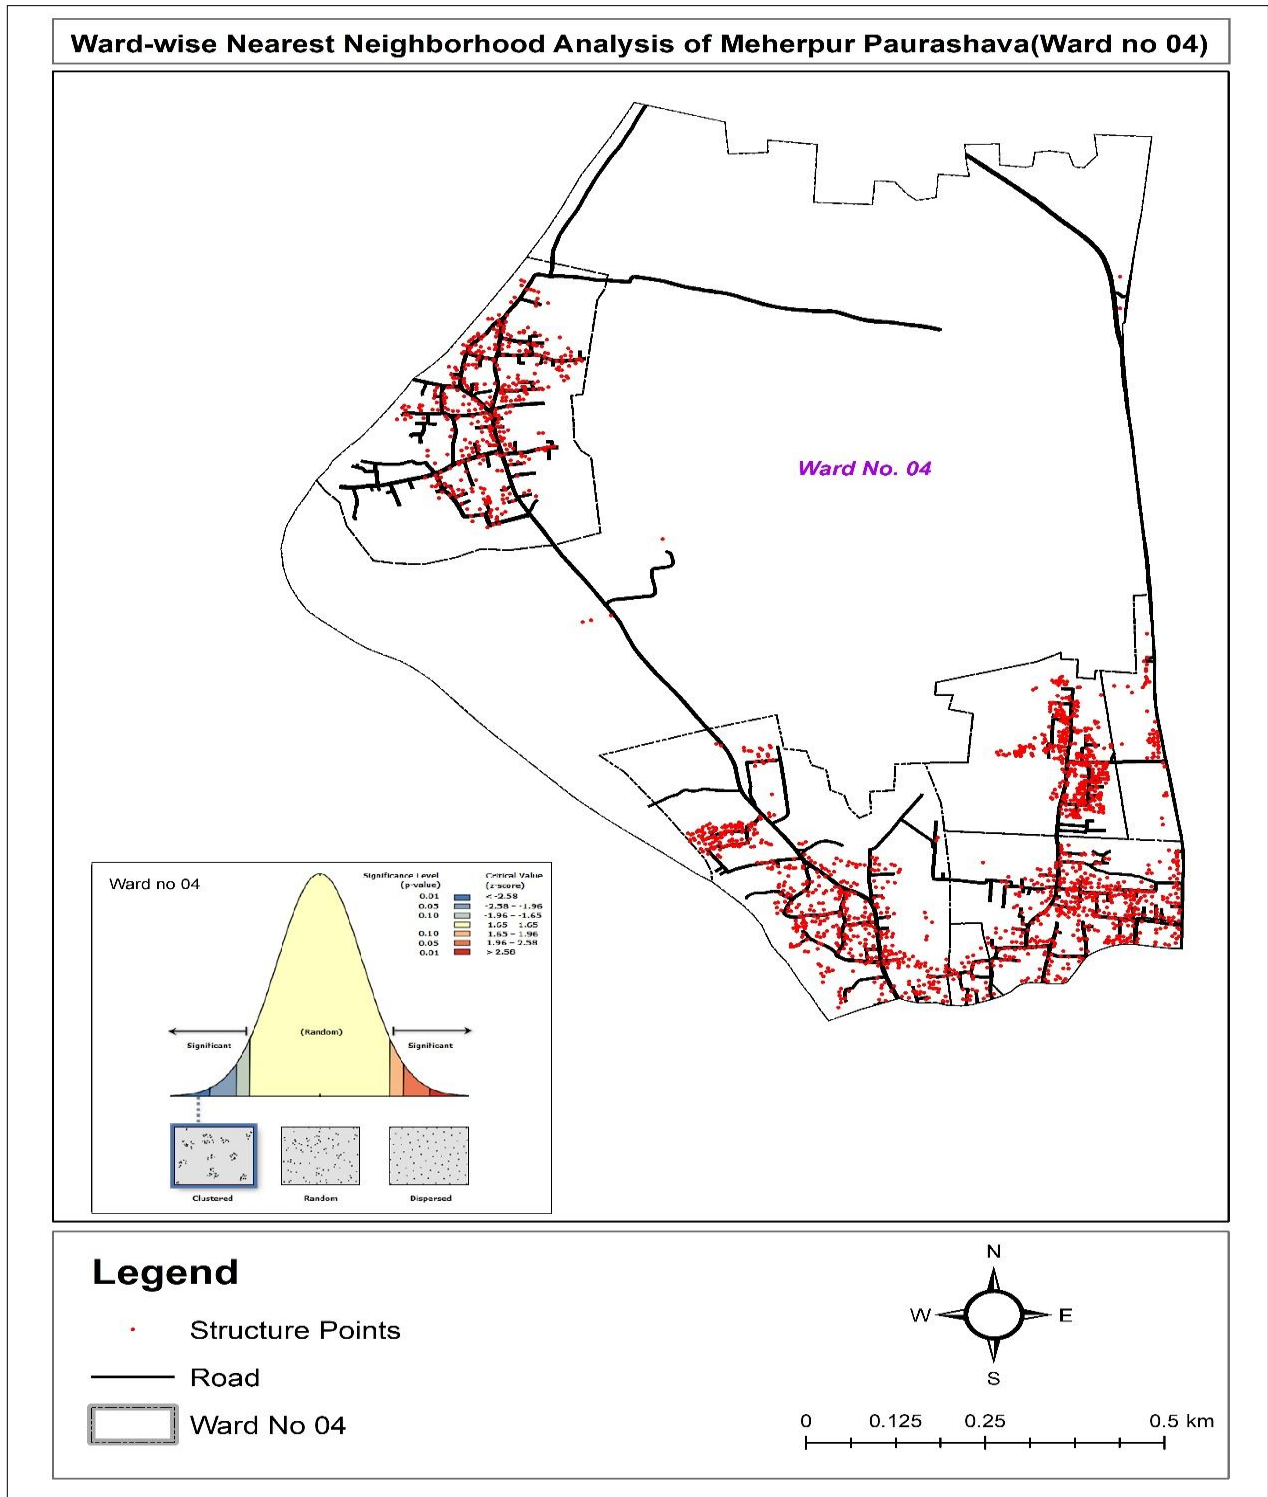 Ward-wise Nearest Neighborhood Analysis of Meherpur Paurashava(Ward no 04)
Ward No. 04
Ward no 04
Significance Level (p-value) Critical Value (z-score)
0.01 < -2.58
0.05 -2.58 - -1.96
0.10 -1.96 - -1.65
-1.65 - 1.65
0.10 1.65 - 1.96
0.05 1.96 - 2.58
0.01 > 2.58
(Random)
Significant Significant
Clustered Random Dispersed
Legend
Structure Points
Road
Ward No 04
N
W E
S
0 0.125 0.25 0.5 km